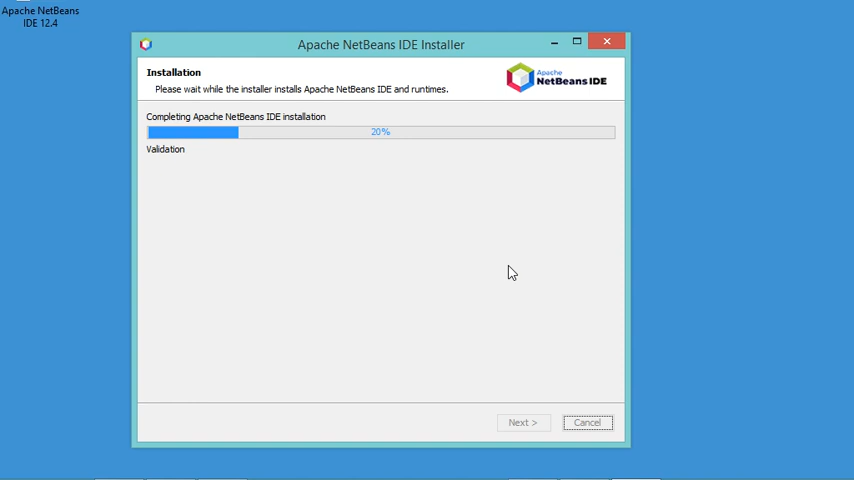 Apache NetBeans
IDE 12.4
Apache NetBeans IDE Installer
Installation
Please wait while the installer installs Apache NetBeans IDE and runtimes.
Apache
NetBeans IDE
Completing Apache NetBeans IDE installation
20%
Validation
Next >
Cancel